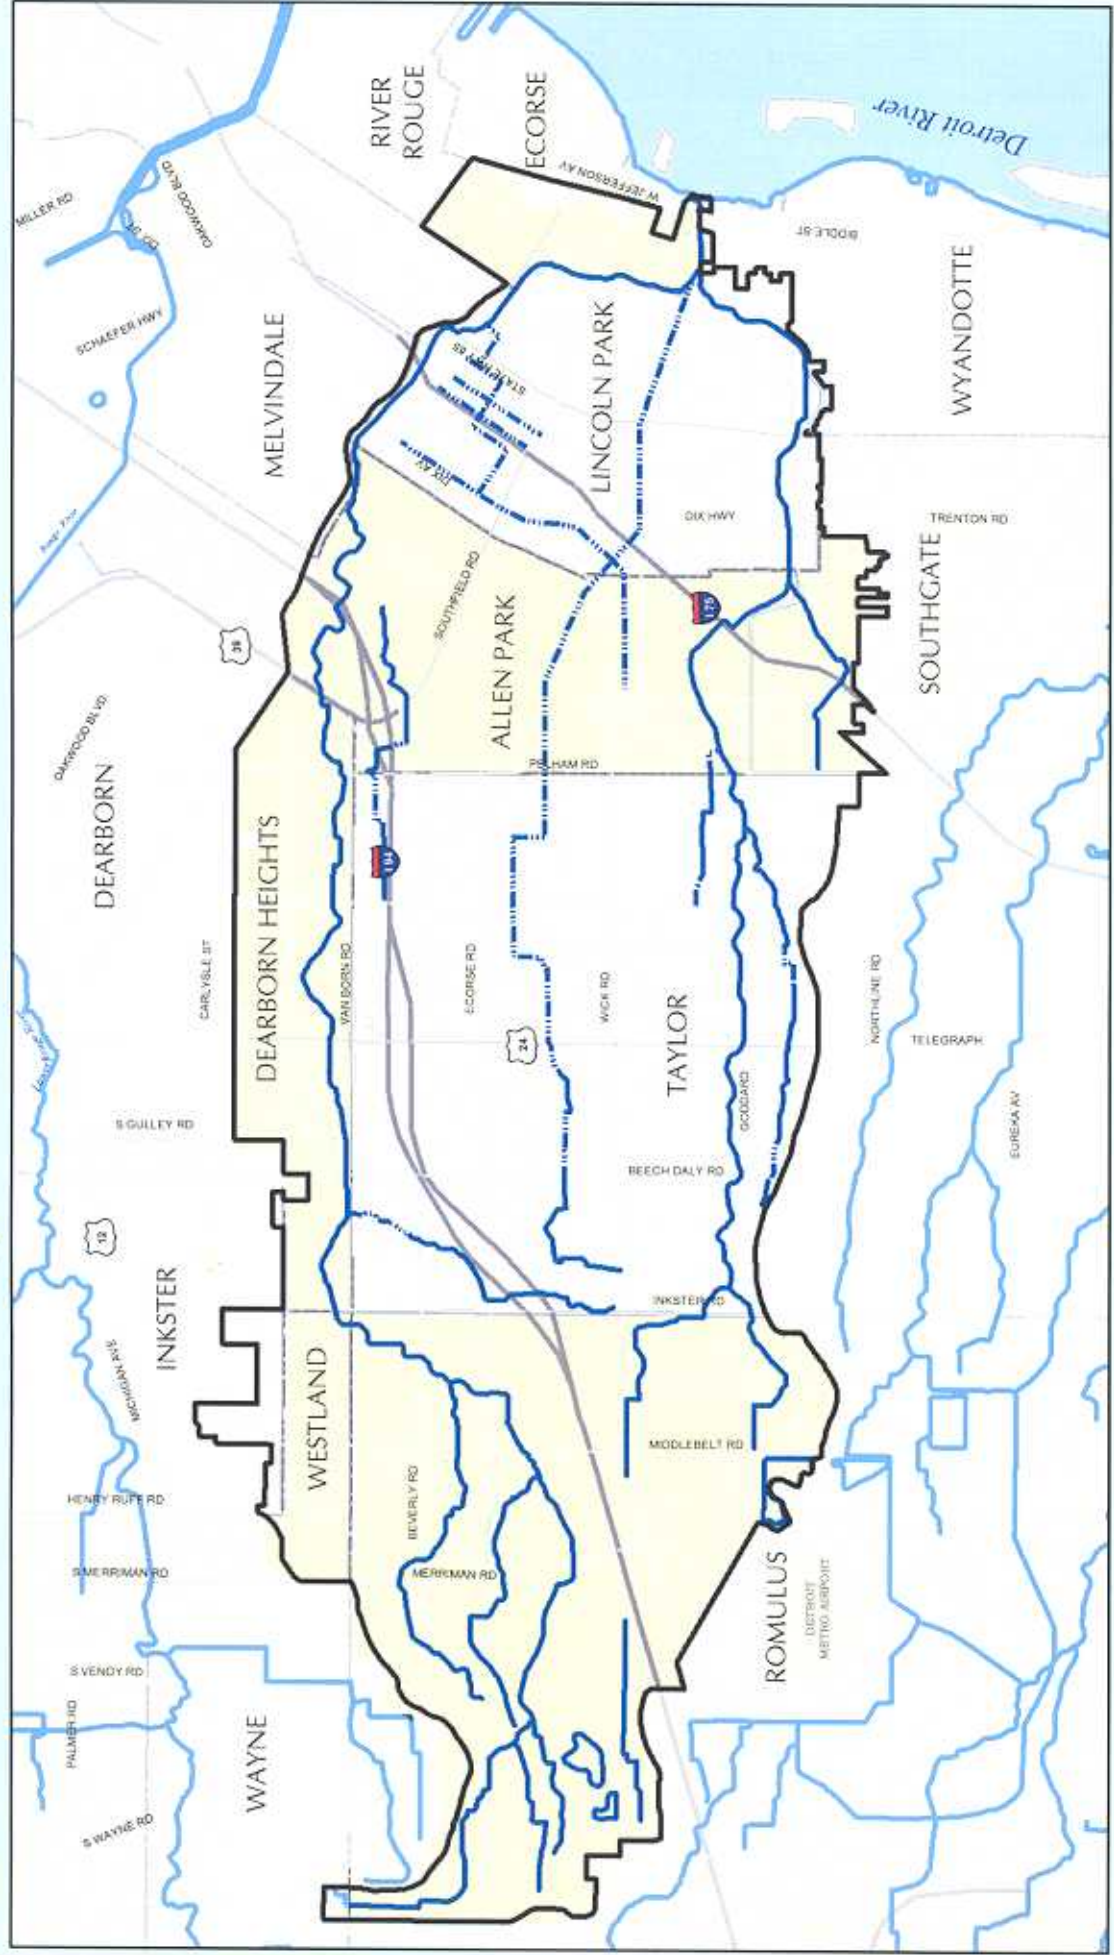 RIVER
ROUGE
ECORSE
Detroit River
W JEFFERSON AV
BIDDLE ST
MILLER RD
OAKWOOD BLVD
SCHAEFER HWY
MELVINDALE
LINCOLN PARK
WYANDOTTE
DIX AV
DIX HWY
TRENTON RD
SOUTHGATE
39
SOUTHFIELD RD
ALLEN PARK
I 75
OAKWOOD BLVD
DEARBORN
PELHAM RD
DEARBORN HEIGHTS
I 94
CARLYSLE ST
VAN BORN RD
ECORSE RD
WICK RD
TAYLOR
NORTHLINE RD
TELEGRAPH
24
GODDARD
EUREKA AV
S GULLEY RD
BEECH DALY RD
12
INKSTER
INKSTER RD
MICHIGAN AVE
WESTLAND
MIDDLEBELT RD
HENRY RUFF RD
BEVERLY RD
S MERRIMAN RD
MERRIMAN RD
ROMULUS
DETROIT
METRO AIRPORT
S VENOY RD
PALMER RD
WAYNE
S WAYNE RD